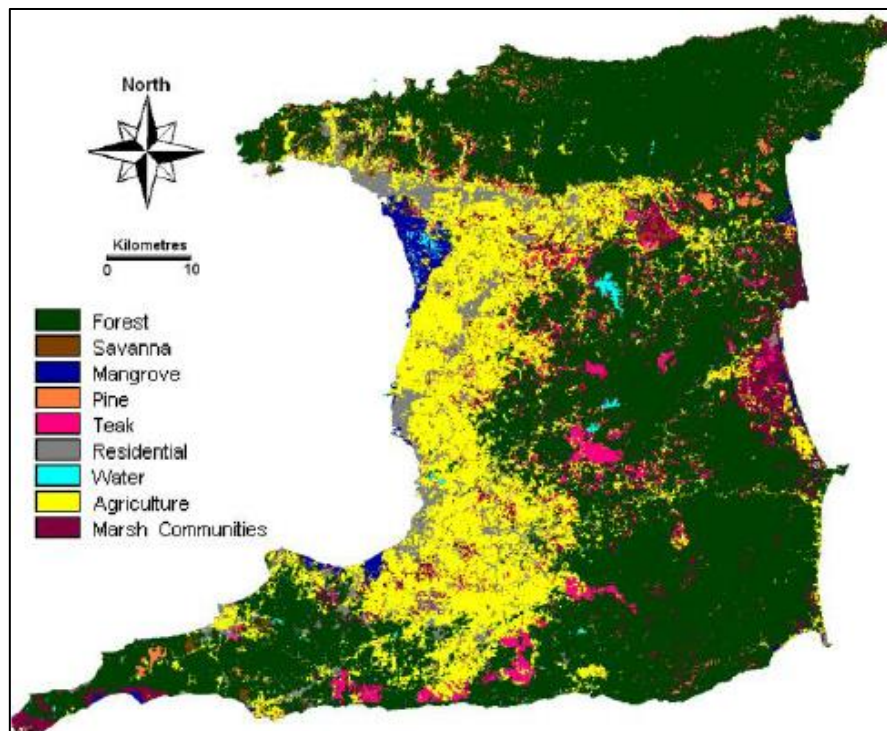 North
Kilometres
0 10
Forest
Savanna
Mangrove
Pine
Teak
Residential
Water
Agriculture
Marsh Communities